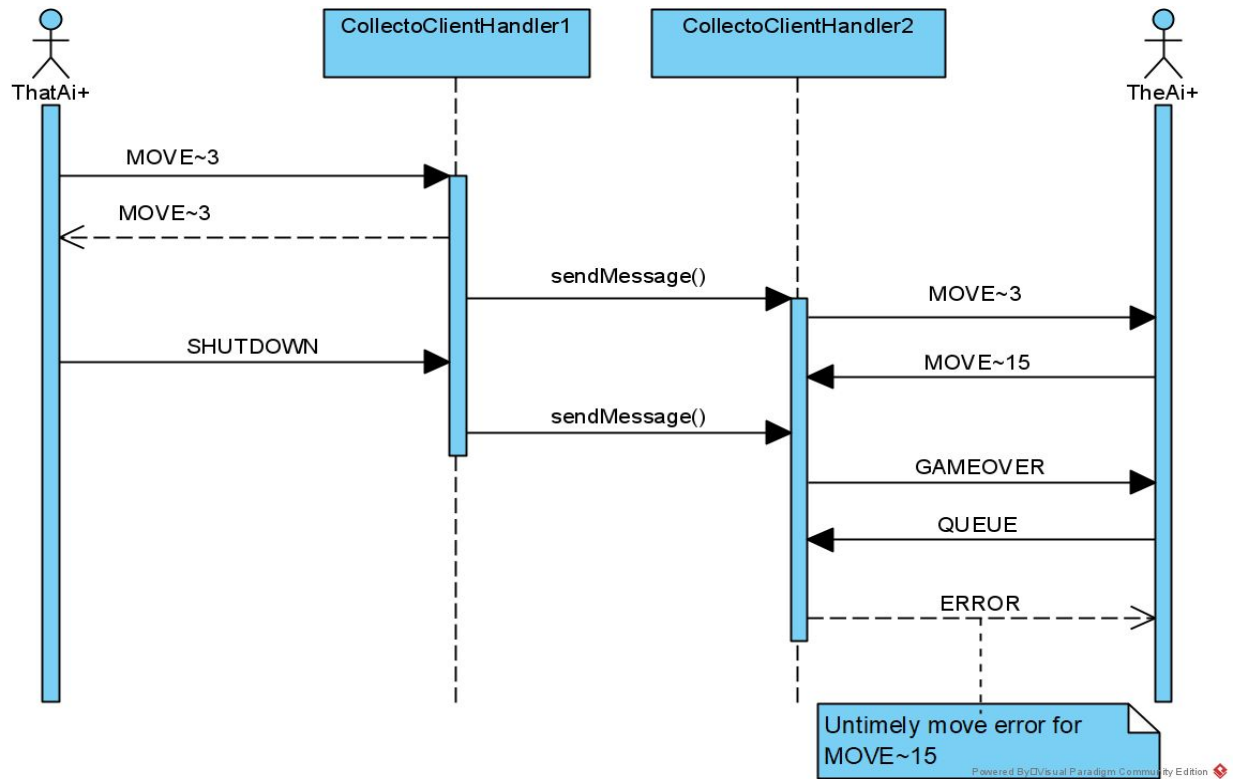 CollectoClientHandler1
CollectoClientHandler2
ThatAi+
TheAi+
MOVE~3
MOVE~3
sendMessage()
MOVE~3
SHUTDOWN
MOVE~15
sendMessage()
GAMEOVER
QUEUE
ERROR
Untimely move error for
MOVE~15
Powered By□Visual Paradigm Community Edition